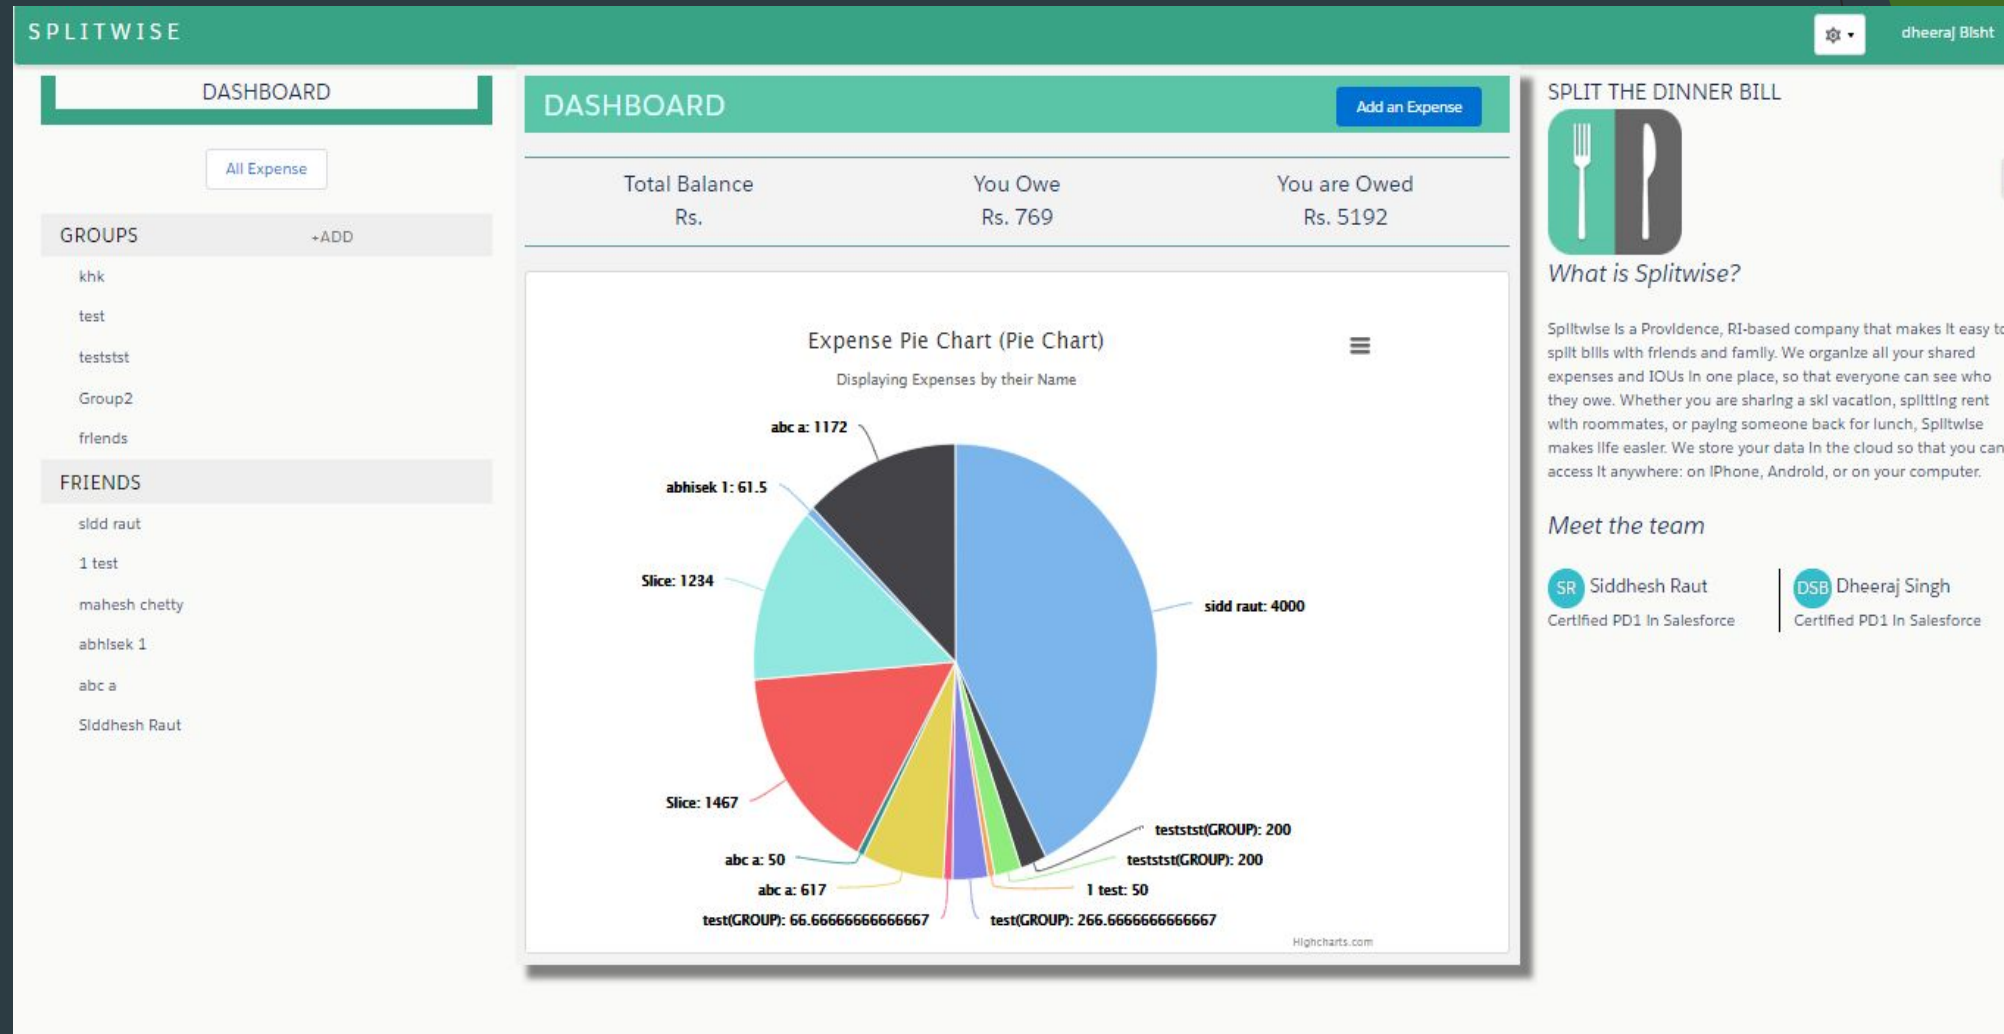 SPLITWISE
dheeraj Bisht
DASHBOARD
All Expense
GROUPS +ADD
khk
test
teststst
Group2
friends
FRIENDS
sidd raut
1 test
mahesh chetty
abhisek 1
abc a
Siddhesh Raut
DASHBOARD
Add an Expense
Total Balance You Owe You are Owed
Rs. Rs. 769 Rs. 5192
Expense Pie Chart (Pie Chart)
Displaying Expenses by their Name
abc a: 1172
abhisek 1: 61.5
Slice: 1234
sidd raut: 4000
Slice: 1467
teststst(GROUP): 200
abc a: 50
teststst(GROUP): 200
abc a: 617
1 test: 50
test(GROUP): 66.66666666666667
test(GROUP): 266.6666666666667
Highcharts.com
SPLIT THE DINNER BILL
What is Splitwise?
Splitwise is a Providence, RI-based company that makes it easy to
split bills with friends and family. We organize all your shared
expenses and IOUs in one place, so that everyone can see who
they owe. Whether you are sharing a ski vacation, splitting rent
with roommates, or paying someone back for lunch, Splitwise
makes life easier. We store your data in the cloud so that you can
access it anywhere: on iPhone, Android, or on your computer.
Meet the team
SR Siddhesh Raut
Certified PD1 in Salesforce
DSB Dheeraj Singh
Certified PD1 in Salesforce